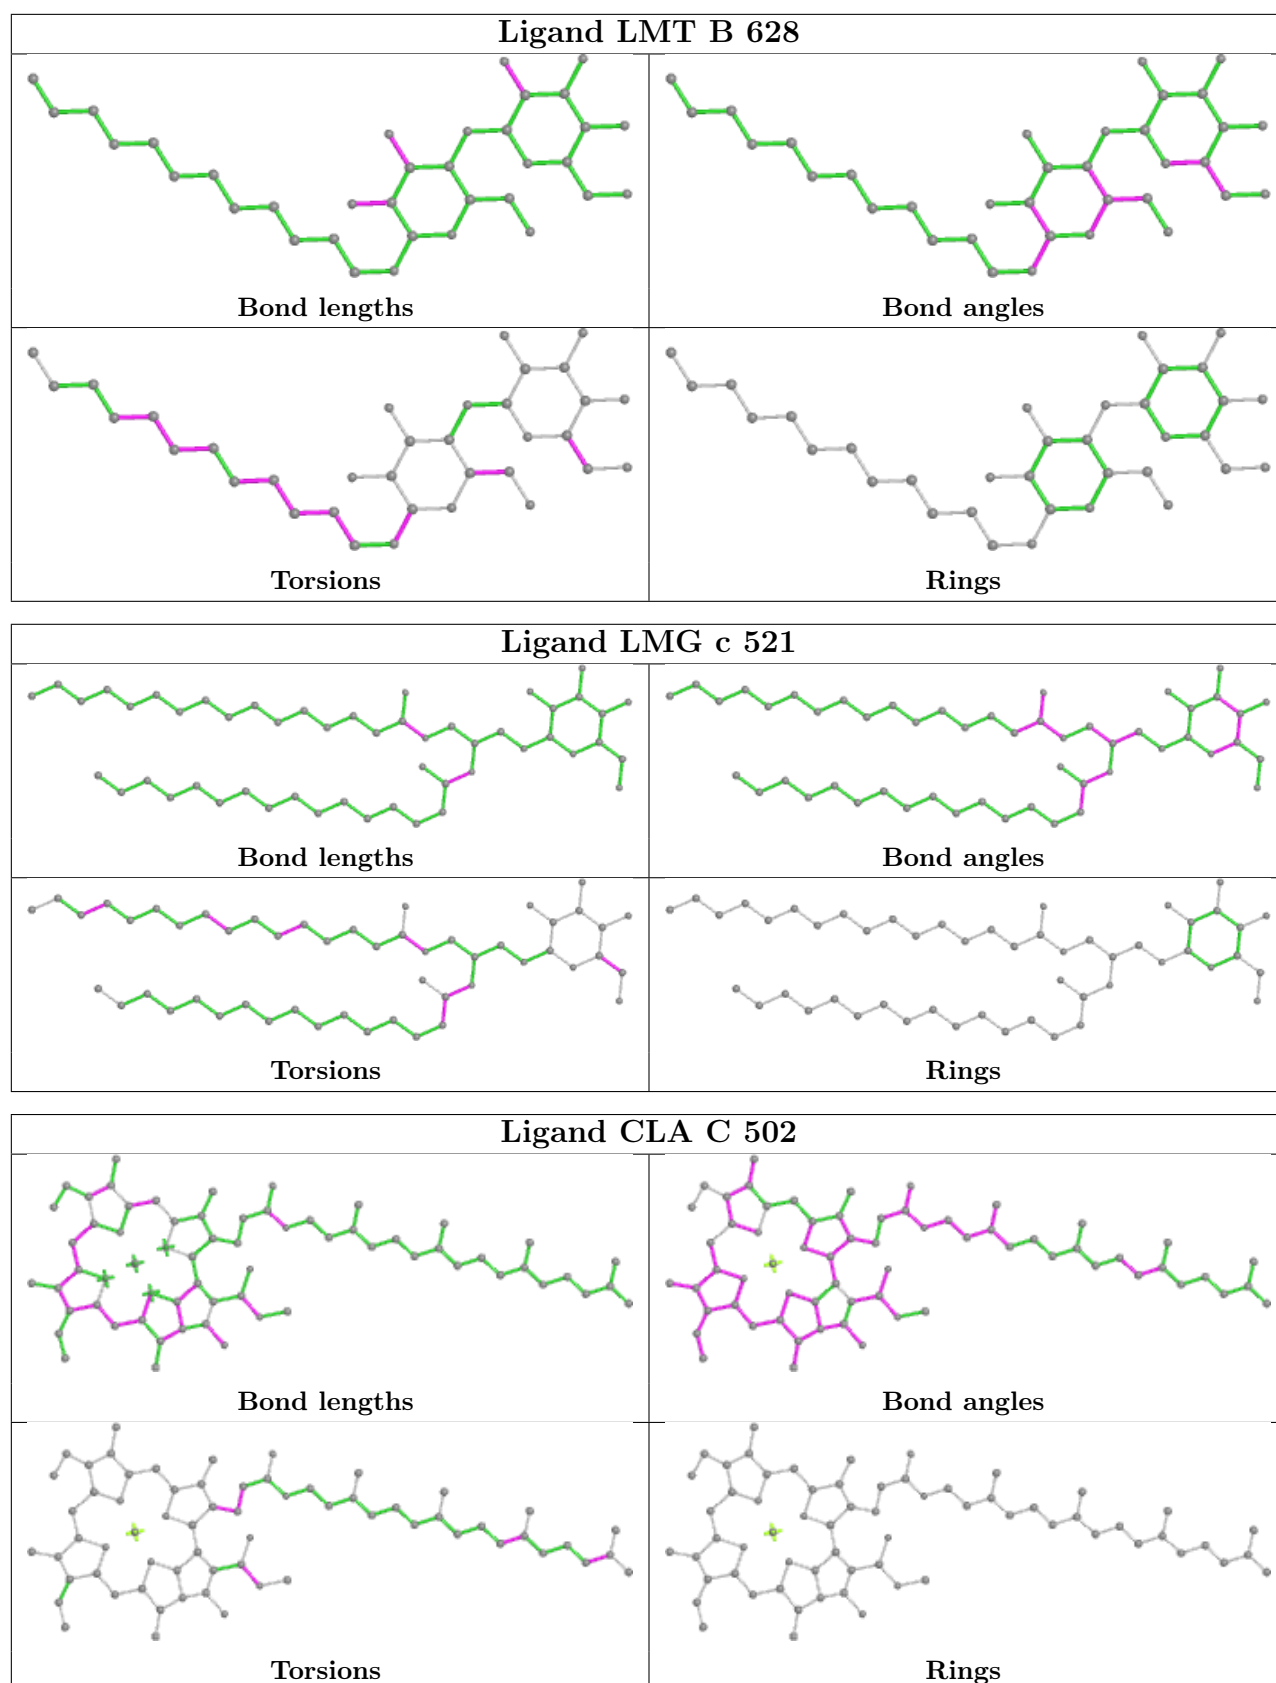 Ligand LMT B 628
Bond lengths
Bond angles
Torsions
Rings
Ligand LMG c 521
Bond lengths
Bond angles
Torsions
Rings
Ligand CLA C 502
Bond lengths
Bond angles
Torsions
Rings